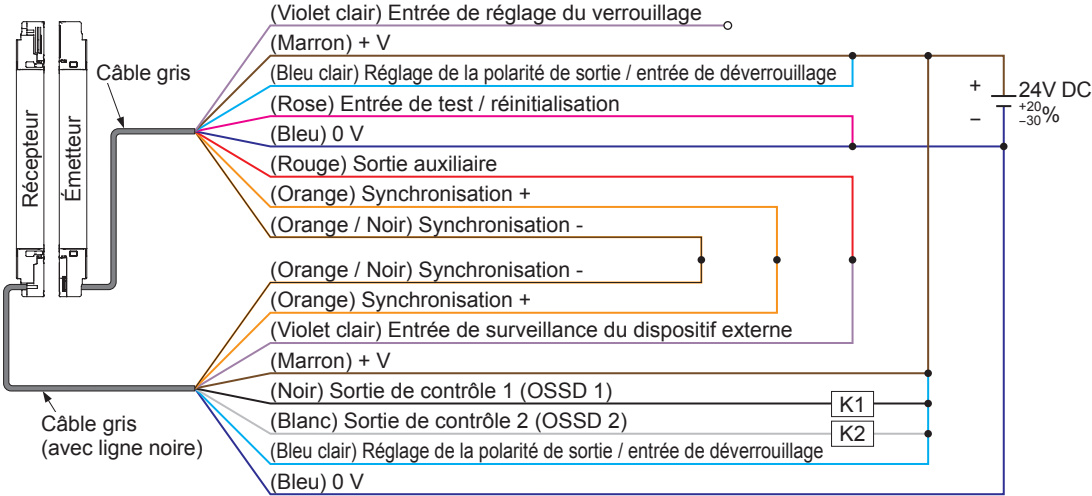 (Violet clair) Entrée de réglage du verrouillage
(Marron) + V
(Bleu clair) Réglage de la polarité de sortie / entrée de déverrouillage
(Rose) Entrée de test / réinitialisation
(Bleu) 0 V
(Rouge) Sortie auxiliaire
(Orange) Synchronisation +
(Orange / Noir) Synchronisation -
(Orange / Noir) Synchronisation -
(Orange) Synchronisation +
(Violet clair) Entrée de surveillance du dispositif externe
(Marron) + V
(Noir) Sortie de contrôle 1 (OSSD 1)
(Blanc) Sortie de contrôle 2 (OSSD 2)
(Bleu clair) Réglage de la polarité de sortie / entrée de déverrouillage
(Bleu) 0 V
Récepteur
Émetteur
Câble gris
Câble gris
(avec ligne noire)
K1
K2
+
−
24V DC
+20
−30%